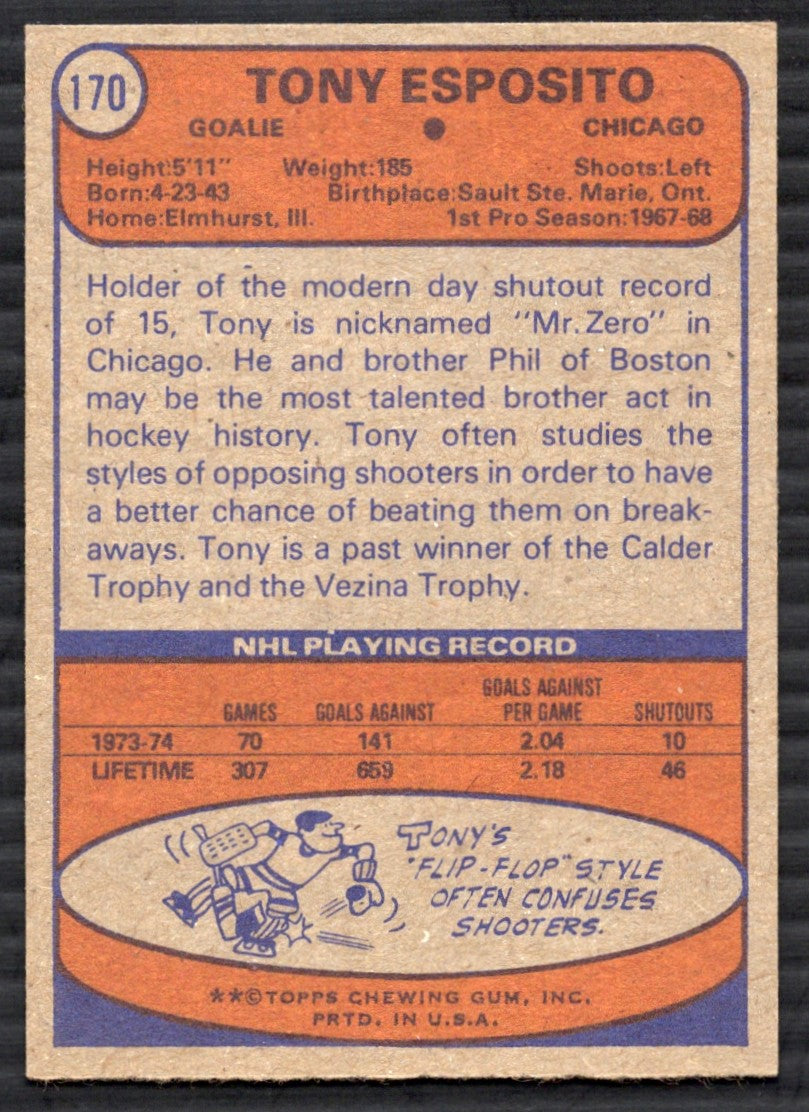 170
TONY ESPOSITO
GOALIE ● CHICAGO
Height:5'11" Weight:185 Shoots:Left
Born:4-23-43 Birthplace:Sault Ste. Marie, Ont.
Home:Elmhurst, Ill. 1st Pro Season:1967-68
Holder of the modern day shutout record
of 15, Tony is nicknamed "Mr. Zero" in
Chicago. He and brother Phil of Boston
may be the most talented brother act in
hockey history. Tony often studies the
styles of opposing shooters in order to have
a better chance of beating them on break-
aways. Tony is a past winner of the Calder
Trophy and the Vezina Trophy.
NHL PLAYING RECORD
GAMES GOALS AGAINST GOALS AGAINST PER GAME SHUTOUTS
1973-74 70 141 2.04 10
LIFETIME 307 659 2.18 46
TONY'S
"FLIP-FLOP" STYLE
OFTEN CONFUSES
SHOOTERS.
**©TOPPS CHEWING GUM, INC.
PRTD. IN U.S.A.